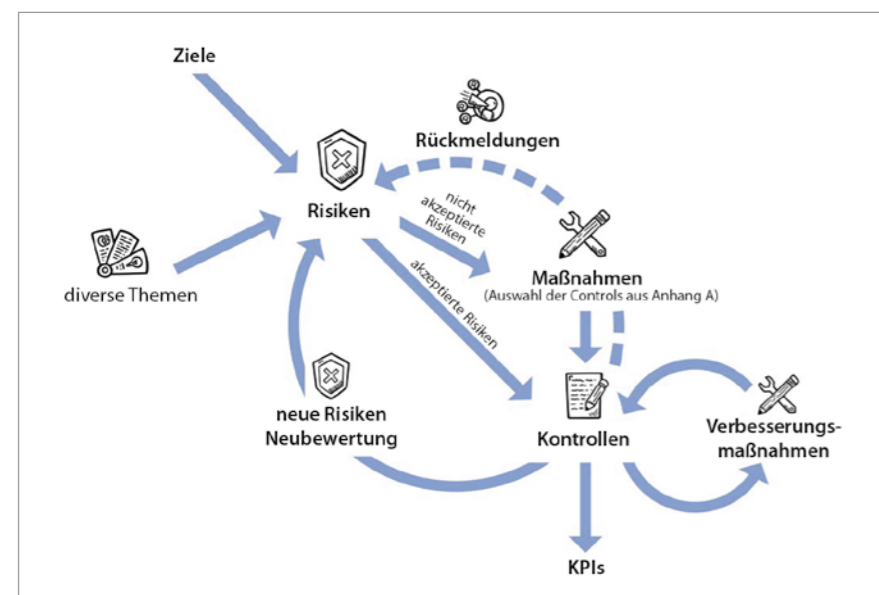 Ziele
Rückmeldungen
Risiken
nicht
akzeptierte
Risiken
diverse Themen
Maßnahmen
(Auswahl der Controls aus Anhang A)
akzeptierte Risiken
neue Risiken
Neubewertung
Kontrollen
Verbesserungs-
maßnahmen
KPIs